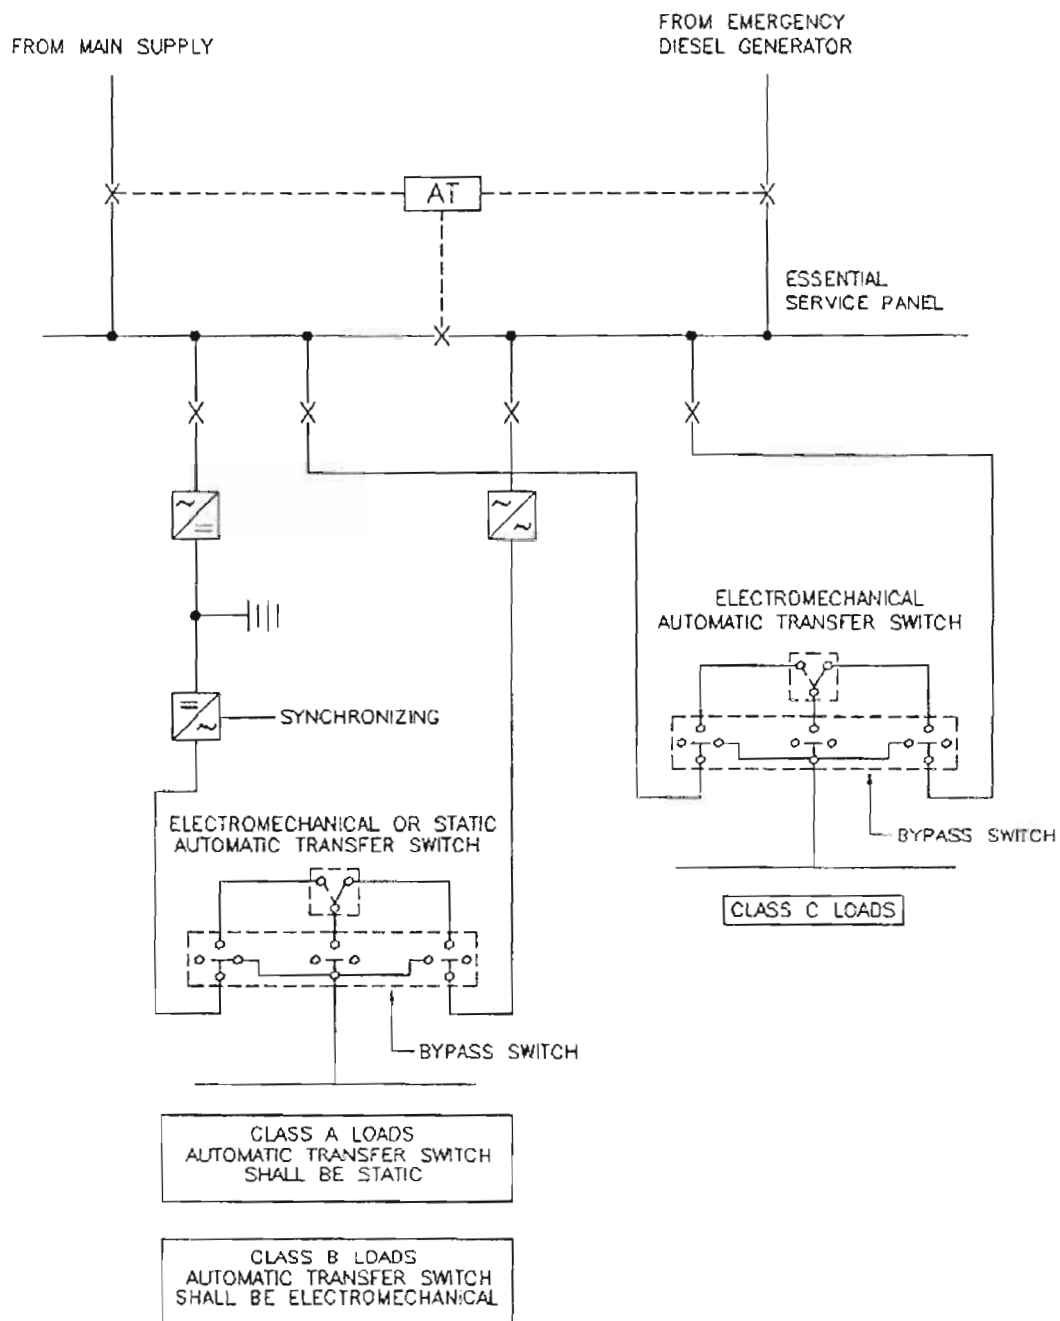 FROM MAIN SUPPLY
FROM EMERGENCY
DIESEL GENERATOR
AT
ESSENTIAL
SERVICE PANEL
ELECTROMECHANICAL
AUTOMATIC TRANSFER SWITCH
SYNCHRONIZING
BYPASS SWITCH
CLASS C LOADS
ELECTROMECHANICAL OR STATIC
AUTOMATIC TRANSFER SWITCH
BYPASS SWITCH
CLASS A LOADS
AUTOMATIC TRANSFER SWITCH
SHALL BE STATIC
CLASS B LOADS
AUTOMATIC TRANSFER SWITCH
SHALL BE ELECTROMECHANICAL